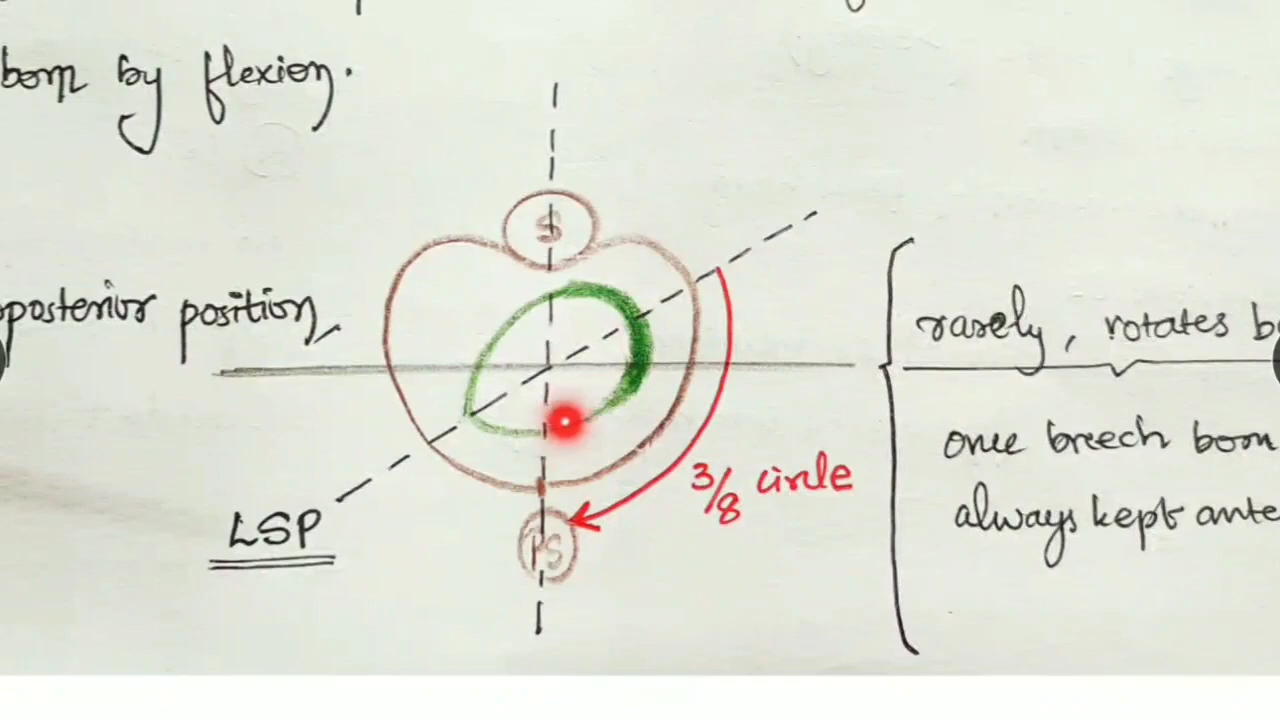 born by flexion.
S
posterior position,
LSP
PS
3/8 circle
rarely, rotates b
once breech born
always kept ante